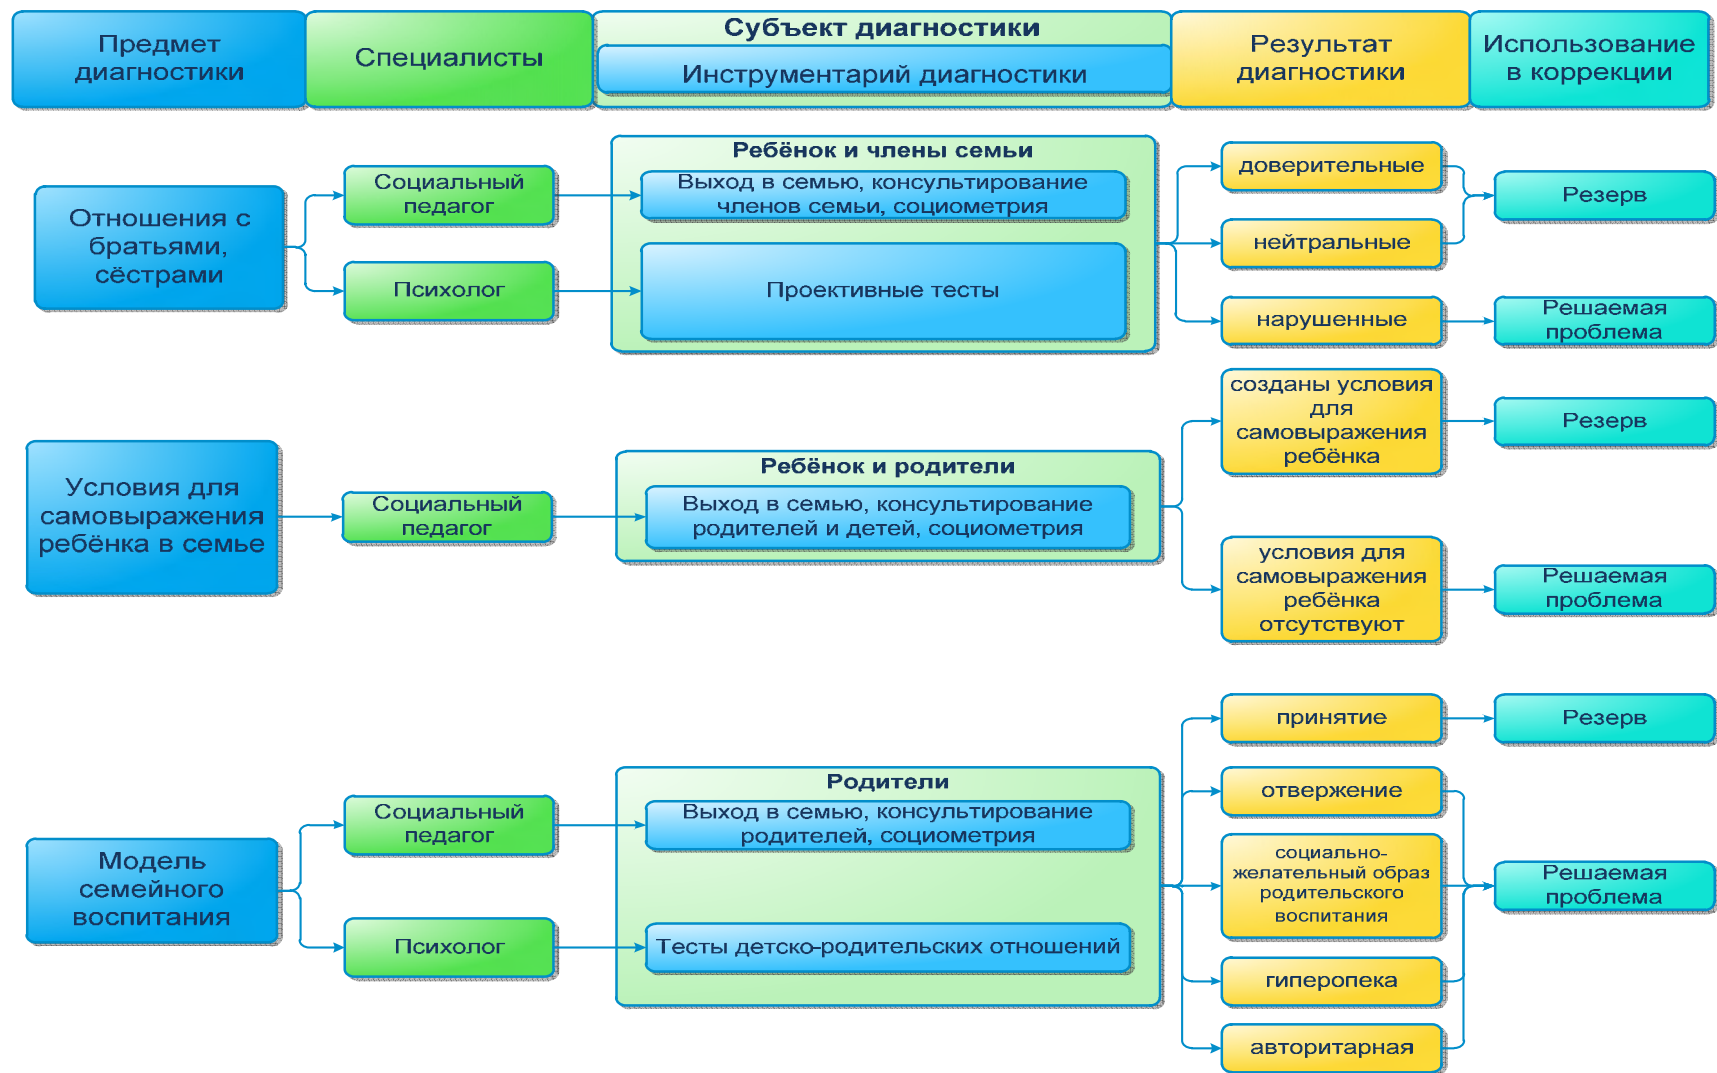 Предмет
диагностики
Специалисты
Субъект диагностики
Инструментарий диагностики
Результат
диагностики
Использование
в коррекции
Отношения с
братьями,
сёстрами
Социальный
педагог
Психолог
Ребёнок и члены семьи
Выход в семью, консультирование
членов семьи, социометрия
Проективные тесты
доверительные
нейтральные
нарушенные
Резерв
Решаемая
проблема
Условия для
самовыражения
ребёнка в семье
Социальный
педагог
Ребёнок и родители
Выход в семью, консультирование
родителей и детей, социометрия
созданы условия
для
самовыражения
ребёнка
условия для
самовыражения
ребёнка
отсутствуют
Резерв
Решаемая
проблема
Модель
семейного
воспитания
Социальный
педагог
Психолог
Родители
Выход в семью, консультирование
родителей, социометрия
Тесты детско-родительских отношений
принятие
отвержение
социально-
желательный образ
родительского
воспитания
гиперопека
авторитарная
Резерв
Решаемая
проблема